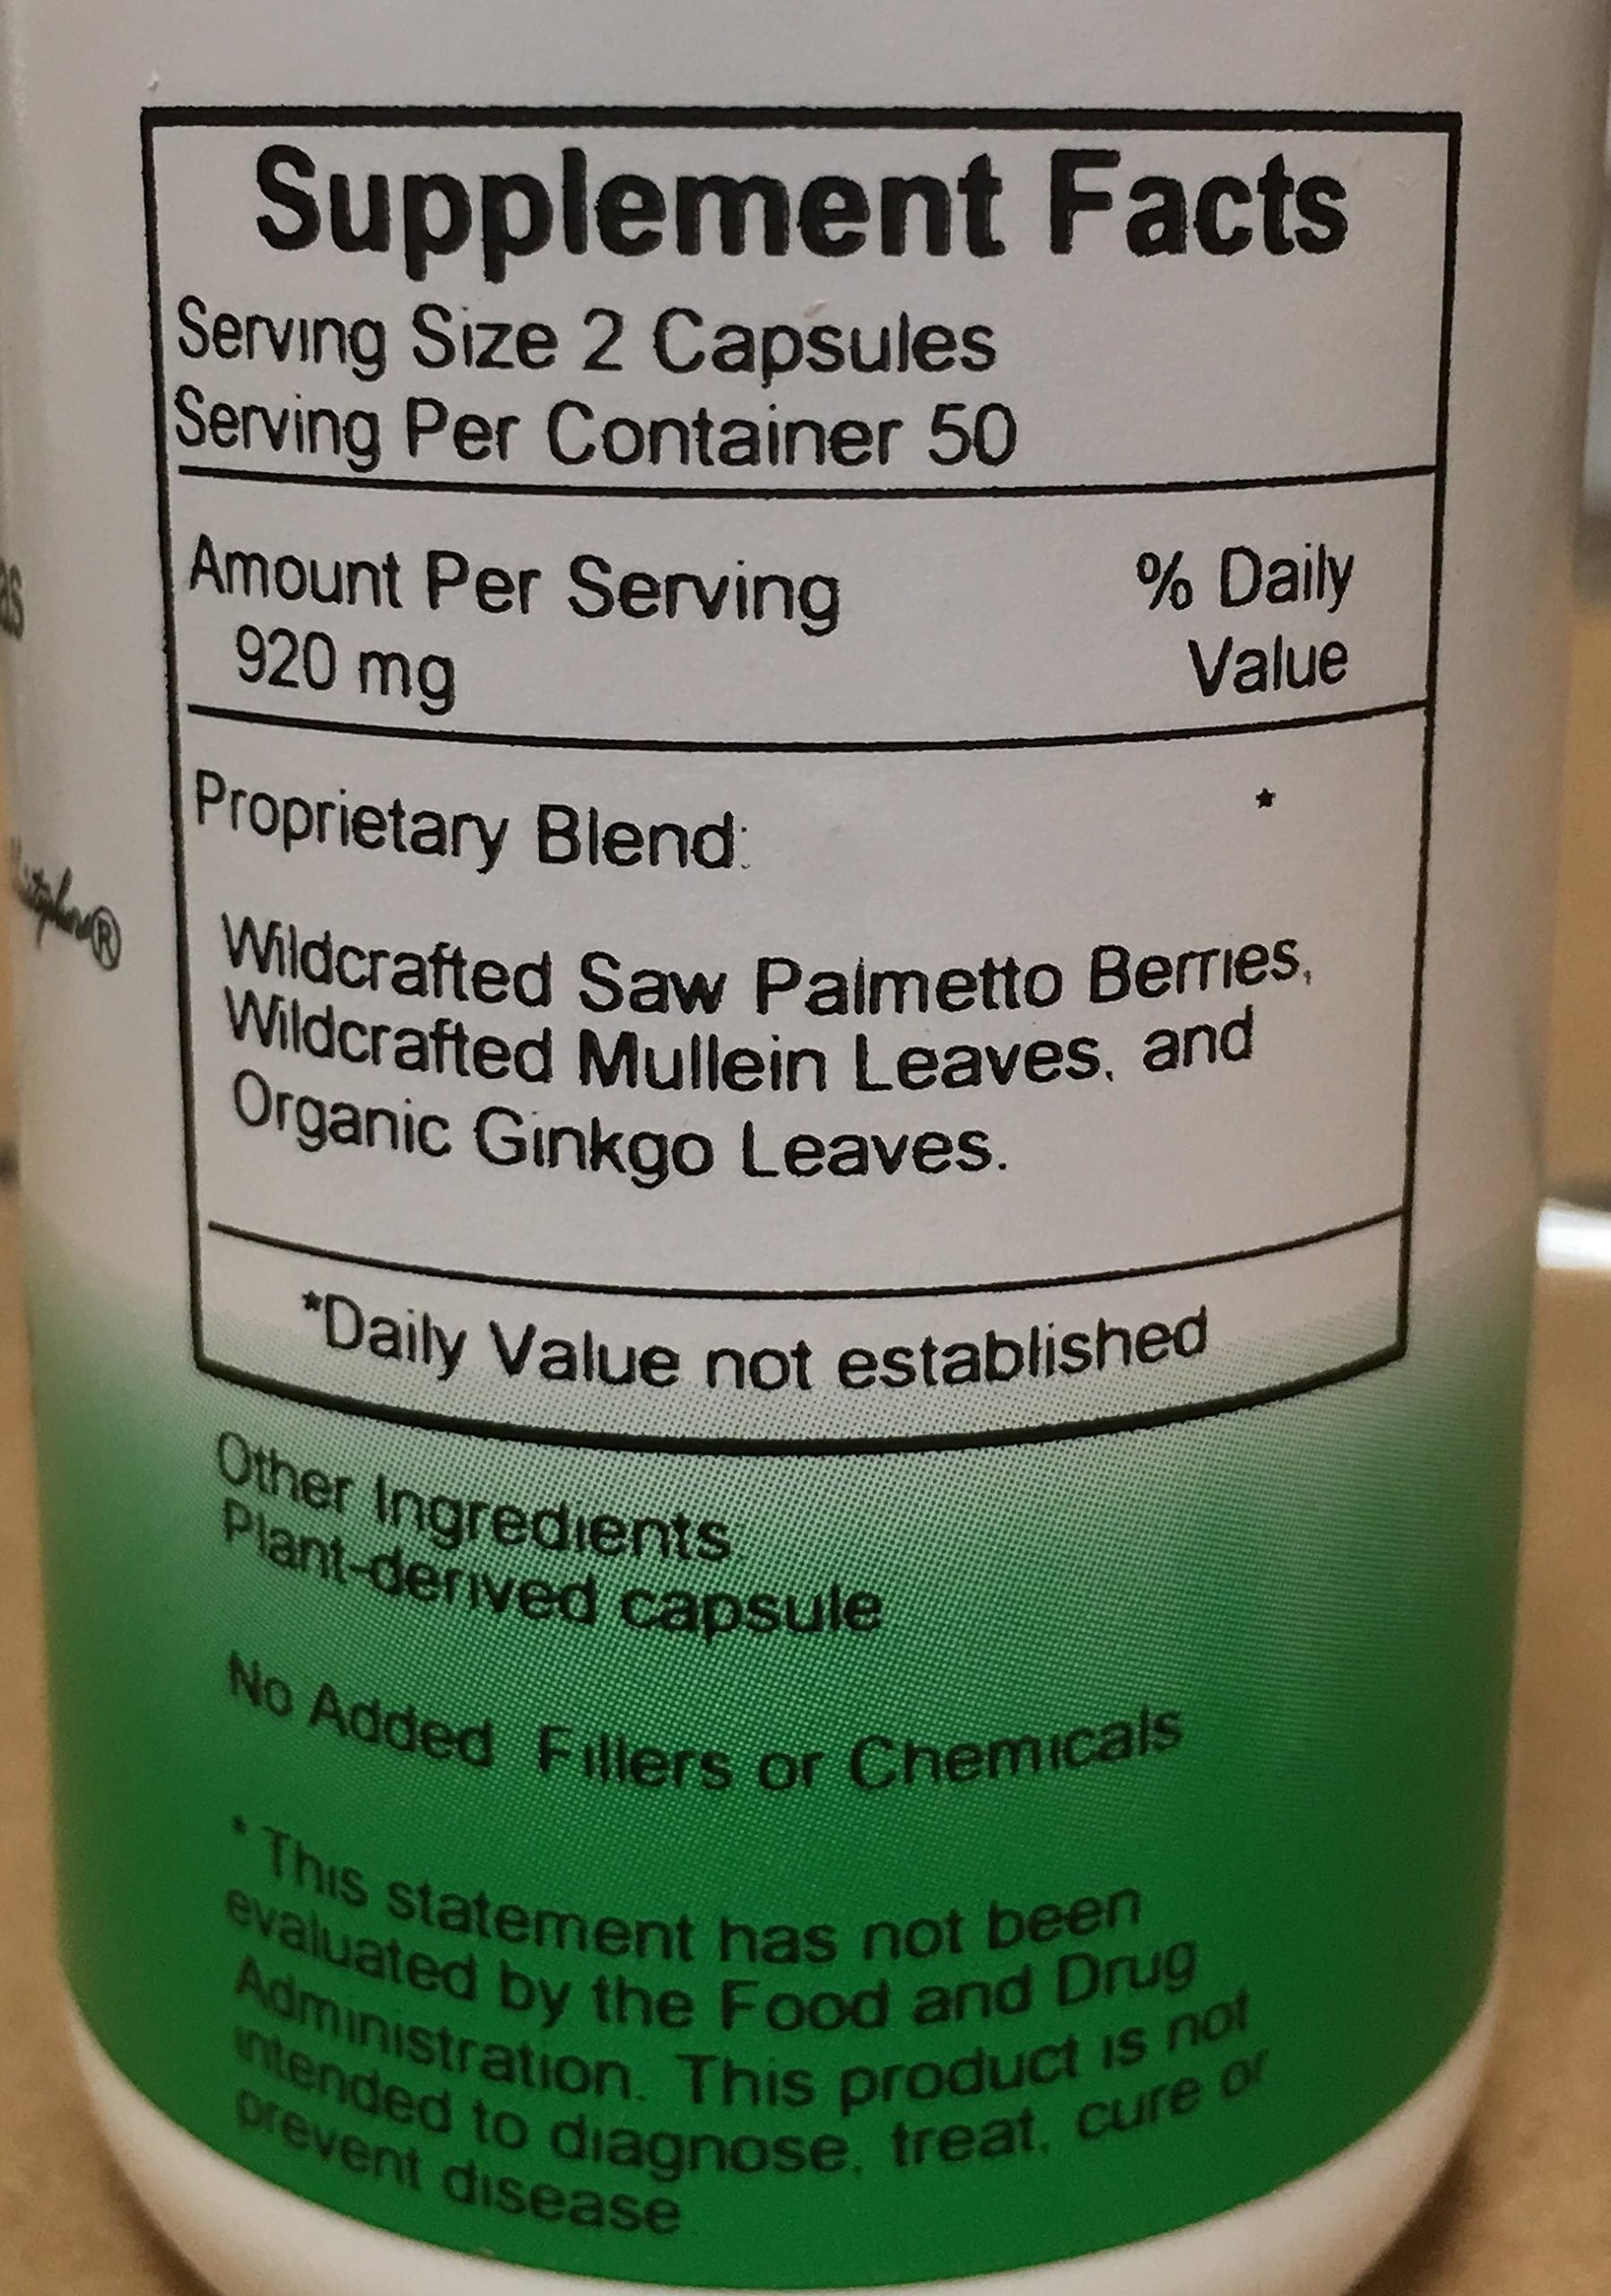 Supplement Facts
Serving Size 2 Capsules
Serving Per Container 50
Amount Per Serving % Daily
920 mg Value
Proprietary Blend: *
Wildcrafted Saw Palmetto Berries,
Wildcrafted Mullein Leaves, and
Organic Ginkgo Leaves.
*Daily Value not established
Other Ingredients
Plant-derived capsule
No Added Fillers or Chemicals
* This statement has not been
evaluated by the Food and Drug
Administration. This product is not
intended to diagnose, treat, cure or
prevent disease
as
®